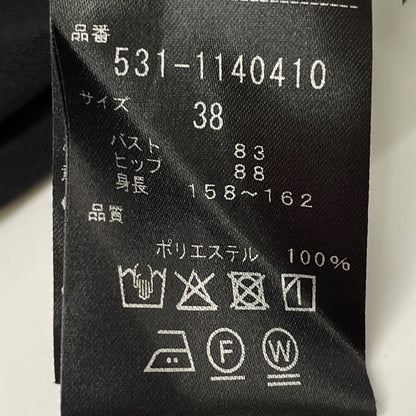 品番
531-1140410
サイズ
38
バスト 83
ヒップ 88
身長 158～162
品質
ポリエステル 100%
F W